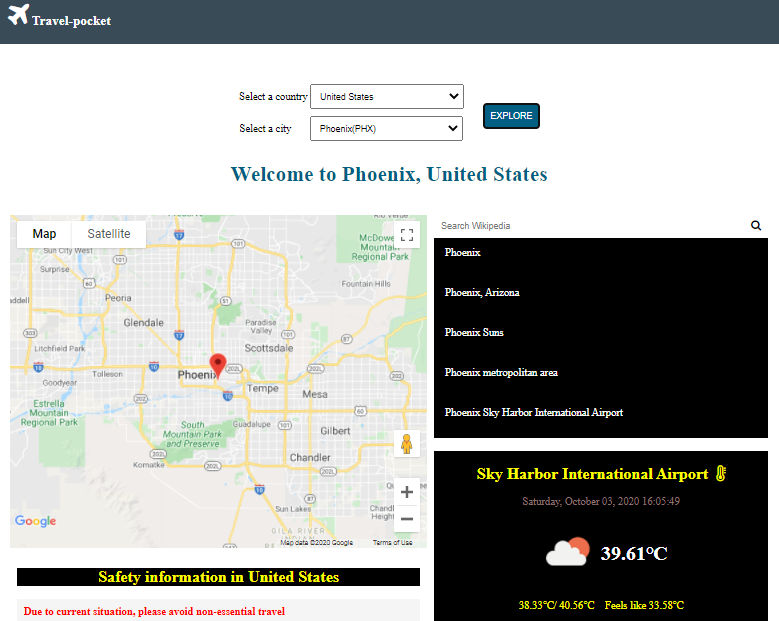 Travel-pocket
Select a country United States
Select a city Phoenix(PHX)
EXPLORE
Welcome to Phoenix, United States
Map Satellite
Sun City West
Surprise
Peoria
Glendale
Litchfield Park
Tolleson
Goodyear
Estrella
Mountain
Regional Park
Phoenix
Paradise
Valley
Scottsdale
McDowell
Mountain
Regional Park
Fountain Hills
Tempe
Mesa
South
Mountain Park
and Preserve
Guadalupe
Gilbert
Chandler
Komatke
Sun Lakes
GILA RIVER
Google
Map data ©2020 Google Terms of Use
Search Wikipedia
Phoenix
Phoenix, Arizona
Phoenix Suns
Phoenix metropolitan area
Phoenix Sky Harbor International Airport
Sky Harbor International Airport
Saturday, October 03, 2020 16:05:49
39.61°C
38.33°C/ 40.56°C Feels like 33.58°C
Safety information in United States
Due to current situation, please avoid non-essential travel